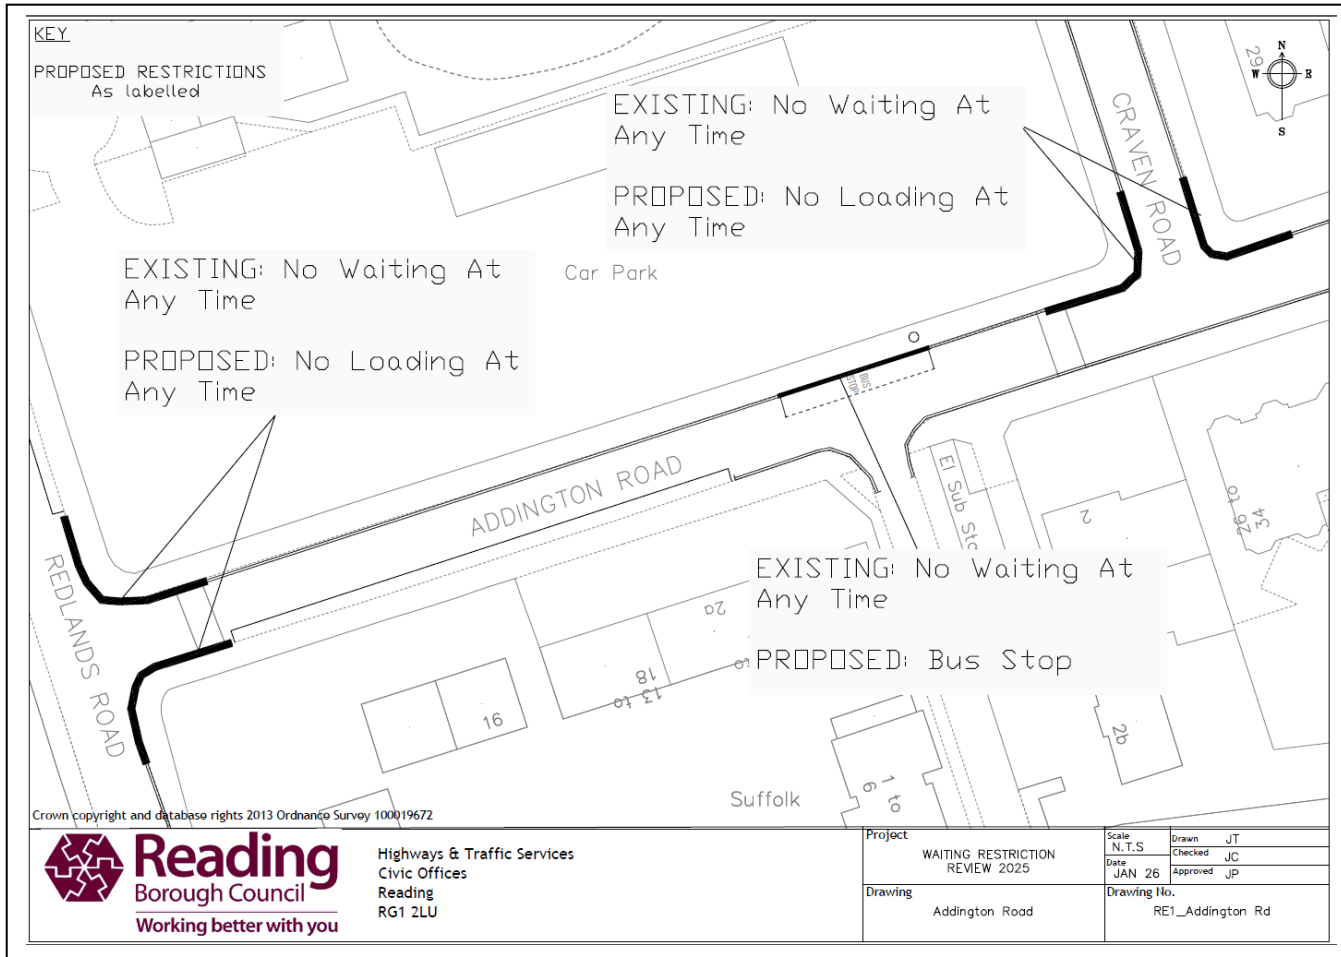 KEY
PROPOSED RESTRICTIONS
As labelled
EXISTING: No Waiting At
Any Time
PROPOSED: No Loading At
Any Time
29
N
W
E
S
CRAVEN ROAD
EXISTING: No Waiting At
Any Time
PROPOSED: No Loading At
Any Time
Car Park
BUS
STOP
ADDINGTON ROAD
REDLANDS ROAD
El Sub Sta
2
26 to
34
EXISTING: No Waiting At
Any Time
PROPOSED: Bus Stop
2a
to
13 to
18
16
2b
1 to
6
Suffolk
Crown copyright and database rights 2013 Ordnance Survey 100019672
Reading
Borough Council
Working better with you
Highways & Traffic Services
Civic Offices
Reading
RG1 2LU
Project
WAITING RESTRICTION
REVIEW 2025
Drawing
Addington Road
Scale
N.T.S
Date
JAN 26
Drawn JT
Checked JC
Approved JP
Drawing No.
RE1_Addington Rd